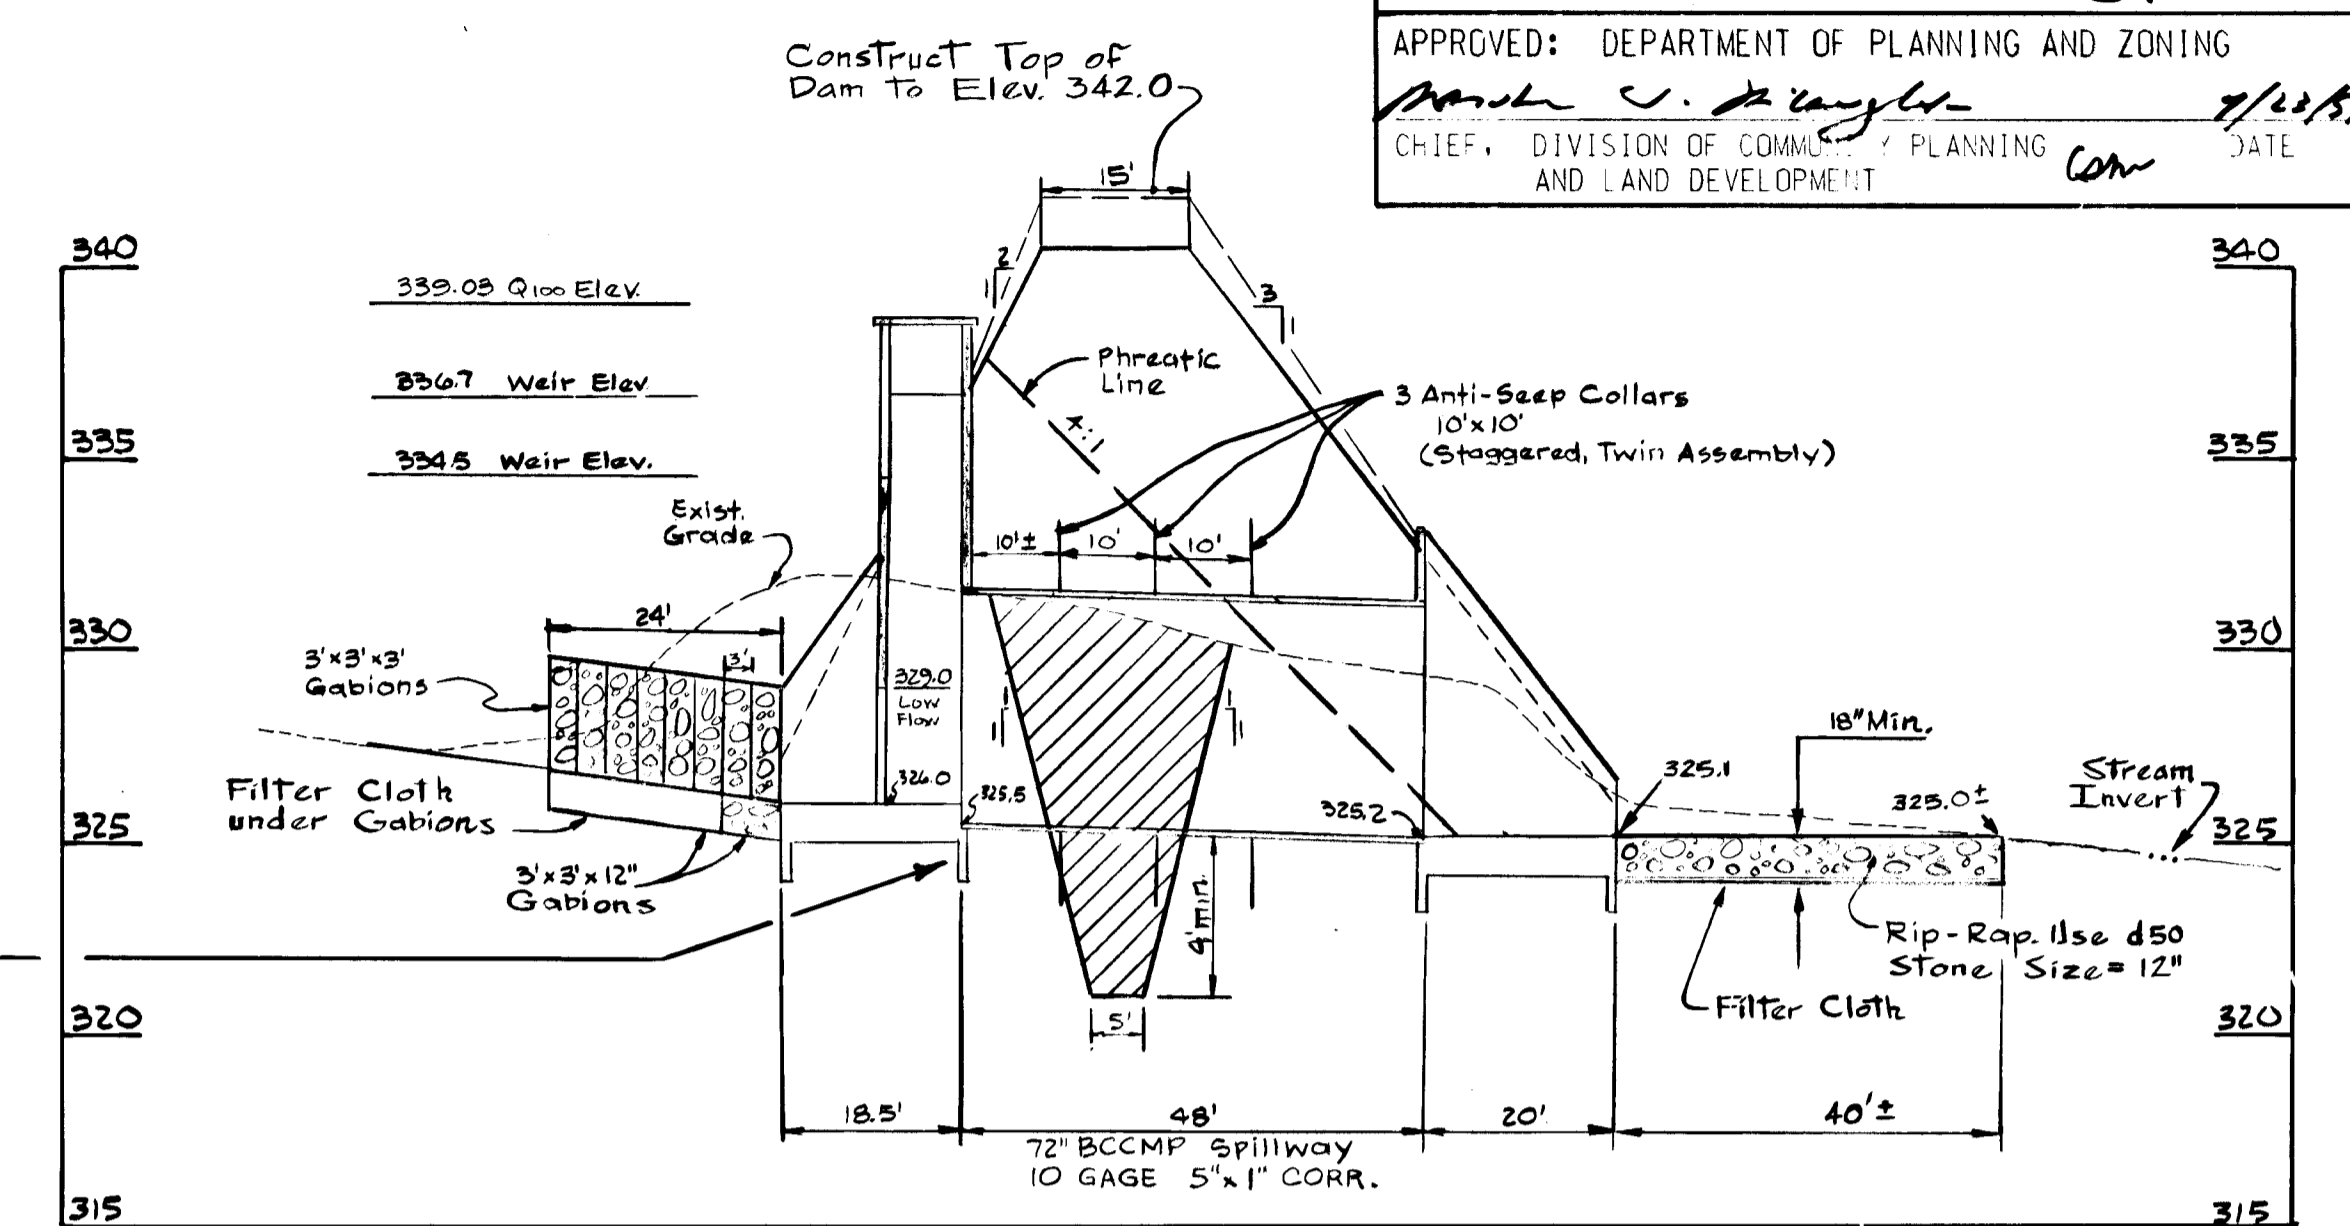 APPROVED: DEPARTMENT OF PLANNING AND ZONING
CHIEF, DIVISION OF PLANNING
AND LAND DEVELOPMENT
DATE
Construct Top of
Dam To Elev. 342.0
15'
340
340
339.03 Q100 Elev.
2
1
3
1
336.7 Weir Elev
Phreatic
Line
4:1
3 Anti-Seep Collars
10'x10'
(Staggered, Twin Assembly)
335
335
334.5 Weir Elev.
Exist.
Grade
10'±
10'
10'
24'
330
330
3'x3'x3'
Gabions
3'
329.0
Low
Flow
1
1
1
1
18" Min.
326.0
325.5
325.2
325.1
325.0±
Stream
Invert
Filter Cloth
under Gabions
325
325
3'x3'x12"
Gabions
4' min.
Rip-Rap. Use d50
Stone Size = 12"
Filter Cloth
320
320
5'
18.5'
48'
20'
40'±
72" BCCMP Spillway
10 GAGE 5"x1" CORR.
315
315